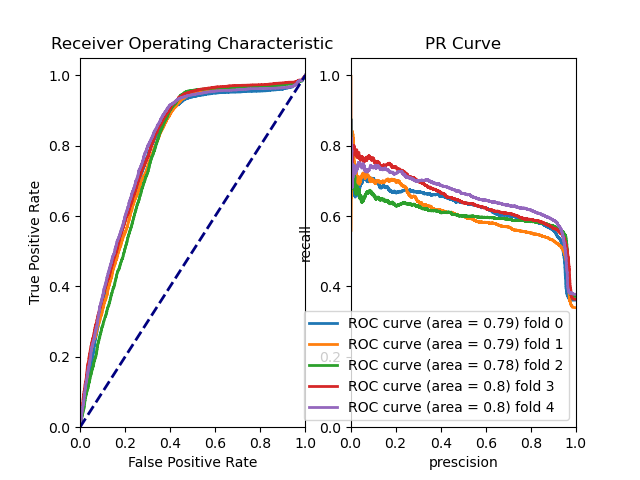 Receiver Operating Characteristic
1.0
0.8
0.6
0.4
0.2
0.0
True Positive Rate
0.0 0.2 0.4 0.6 0.8 1.0
False Positive Rate
PR Curve
1.0
0.8
0.6
0.4
0.2
0.0
recall
ROC curve (area = 0.79) fold 0
ROC curve (area = 0.79) fold 1
ROC curve (area = 0.78) fold 2
ROC curve (area = 0.8) fold 3
ROC curve (area = 0.8) fold 4
0.0 0.2 0.4 0.6 0.8 1.0
prescision